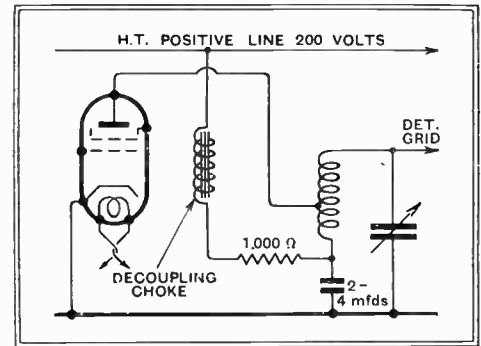 H.T. POSITIVE LINE 200 VOLTS
DET.
GRID
1,000 Ω
DECOUPLING
CHOKE
2-
4 mfds